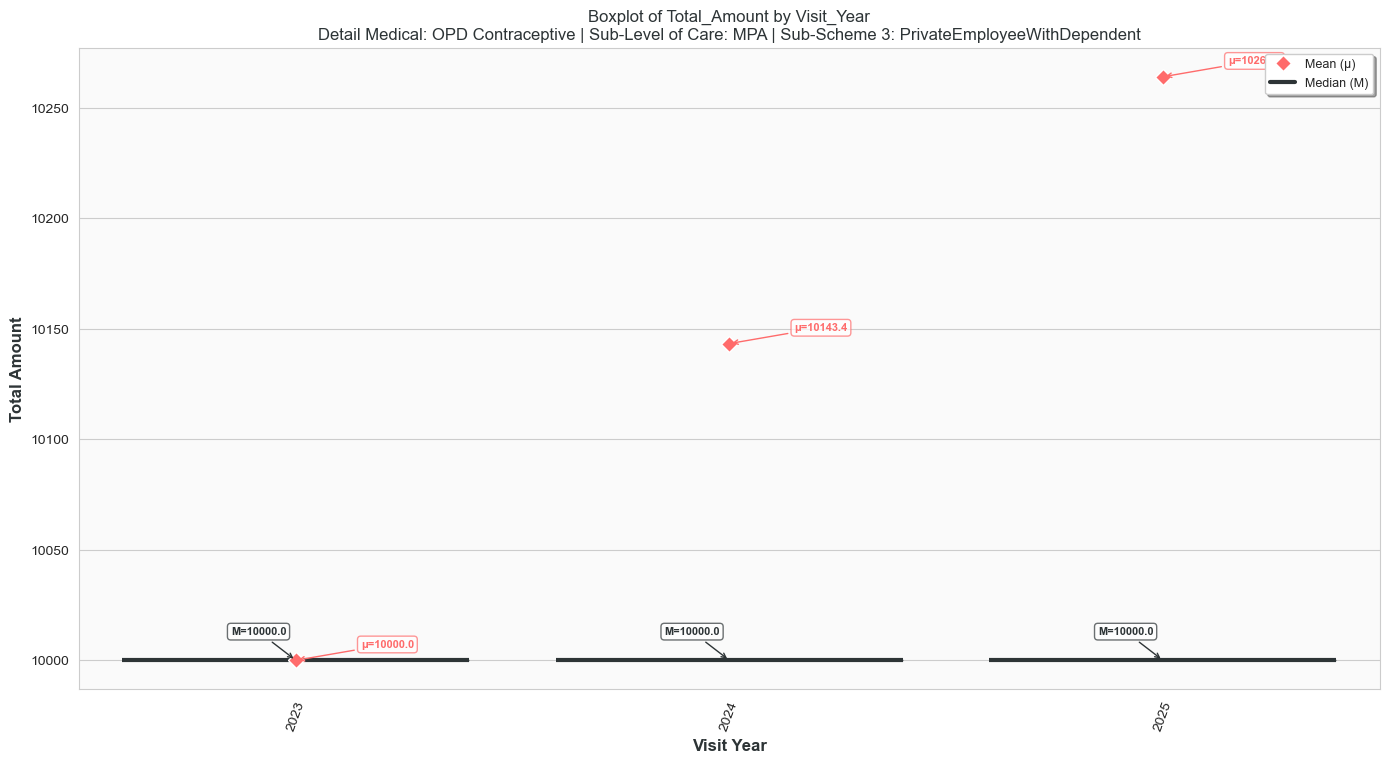 Boxplot of Total_Amount by Visit_Year
Detail Medical: OPD Contraceptive | Sub-Level of Care: MPA | Sub-Scheme 3: PrivateEmployeeWithDependent
Mean (μ)
Median (M)
Total Amount
10250
10200
10150
10100
10050
10000
μ=10143.4
M=10000.0
μ=10000.0
M=10000.0
M=10000.0
2023
2024
2025
Visit Year